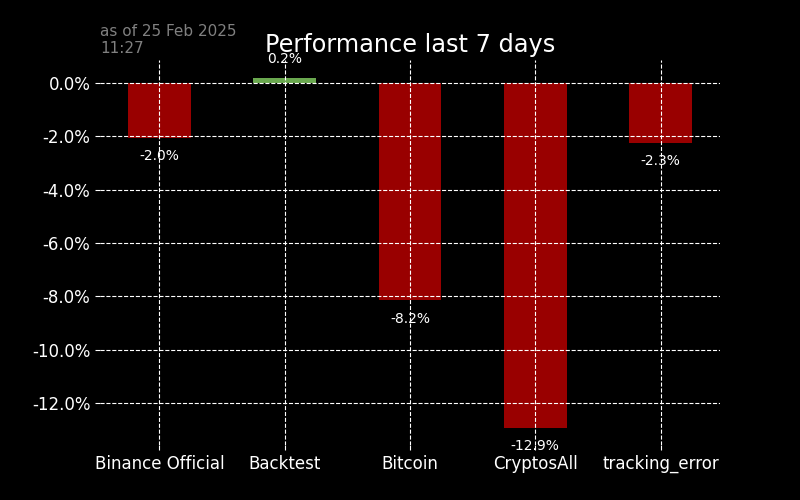 as of 25 Feb 2025
11:27
Performance last 7 days
0.2%
0.0%
-2.0%
-2.0%
-2.3%
-4.0%
-6.0%
-8.0%
-8.2%
-10.0%
-12.0%
-12.9%
Binance Official
Backtest
Bitcoin
CryptosAll
tracking_error